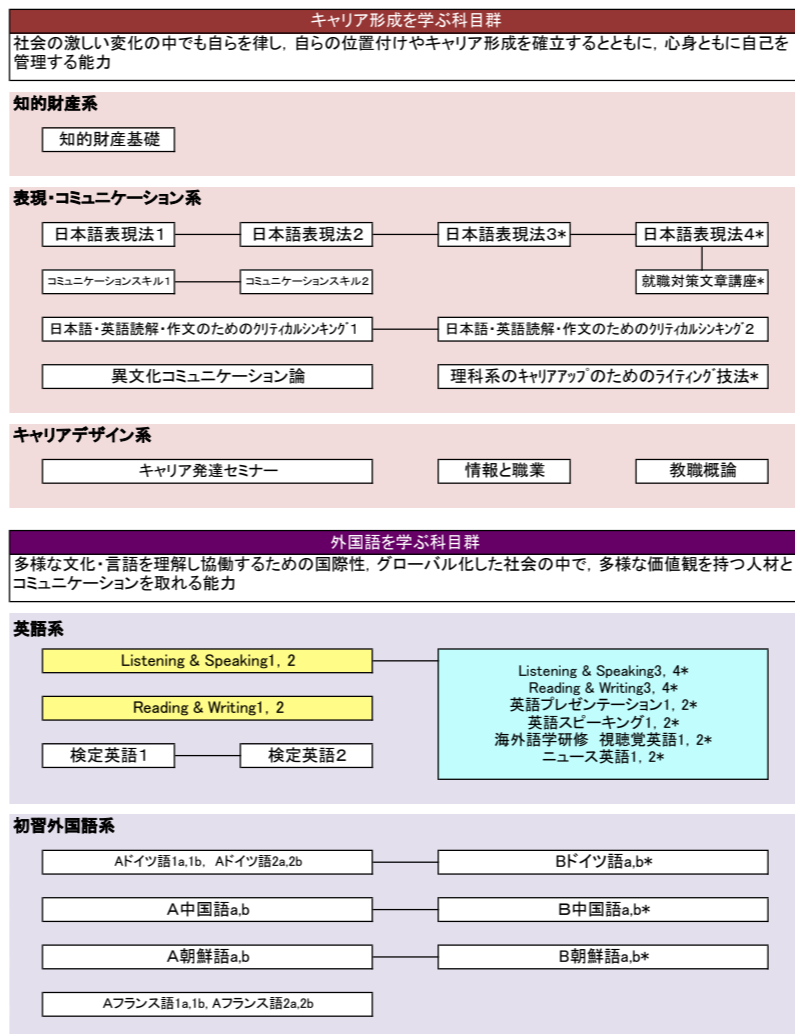 キャリア形成を学ぶ科目群
社会の激しい変化の中でも自らを律し，自らの位置付けやキャリア形成を確立するとともに，心身ともに自己を
管理する能力
知的財産系
知的財産基礎
表現・コミュニケーション系
日本語表現法1 日本語表現法2 日本語表現法3* 日本語表現法4*
コミュニケーションスキル1 コミュニケーションスキル2 就職対策文章講座*
日本語・英語読解・作文のためのｸﾘﾃｨｶﾙｼﾝｷﾝｸﾞ1 日本語・英語読解・作文のためのｸﾘﾃｨｶﾙｼﾝｷﾝｸﾞ2
異文化コミュニケーション論 理科系のｷｬﾘｱｱｯﾌﾟのためのﾗｲﾃｨﾝｸﾞ技法*
キャリアデザイン系
キャリア発達セミナー 情報と職業 教職概論
外国語を学ぶ科目群
多様な文化・言語を理解し協働するための国際性，グローバル化した社会の中で，多様な価値観を持つ人材と
コミュニケーションを取れる能力
英語系
Listening & Speaking1，2
Reading & Writing1，2
検定英語1 検定英語2
Listening & Speaking3，4*
Reading & Writing3，4*
英語プレゼンテーション1，2*
英語スピーキング1，2*
海外語学研修　視聴覚英語1，2*
ニュース英語1，2*
初習外国語系
Aドイツ語1a,1b， Aドイツ語2a,2b Bドイツ語a,b*
A中国語a,b B中国語a,b*
A朝鮮語a,b B朝鮮語a,b*
Aフランス語1a,1b, Aフランス語2a,2b